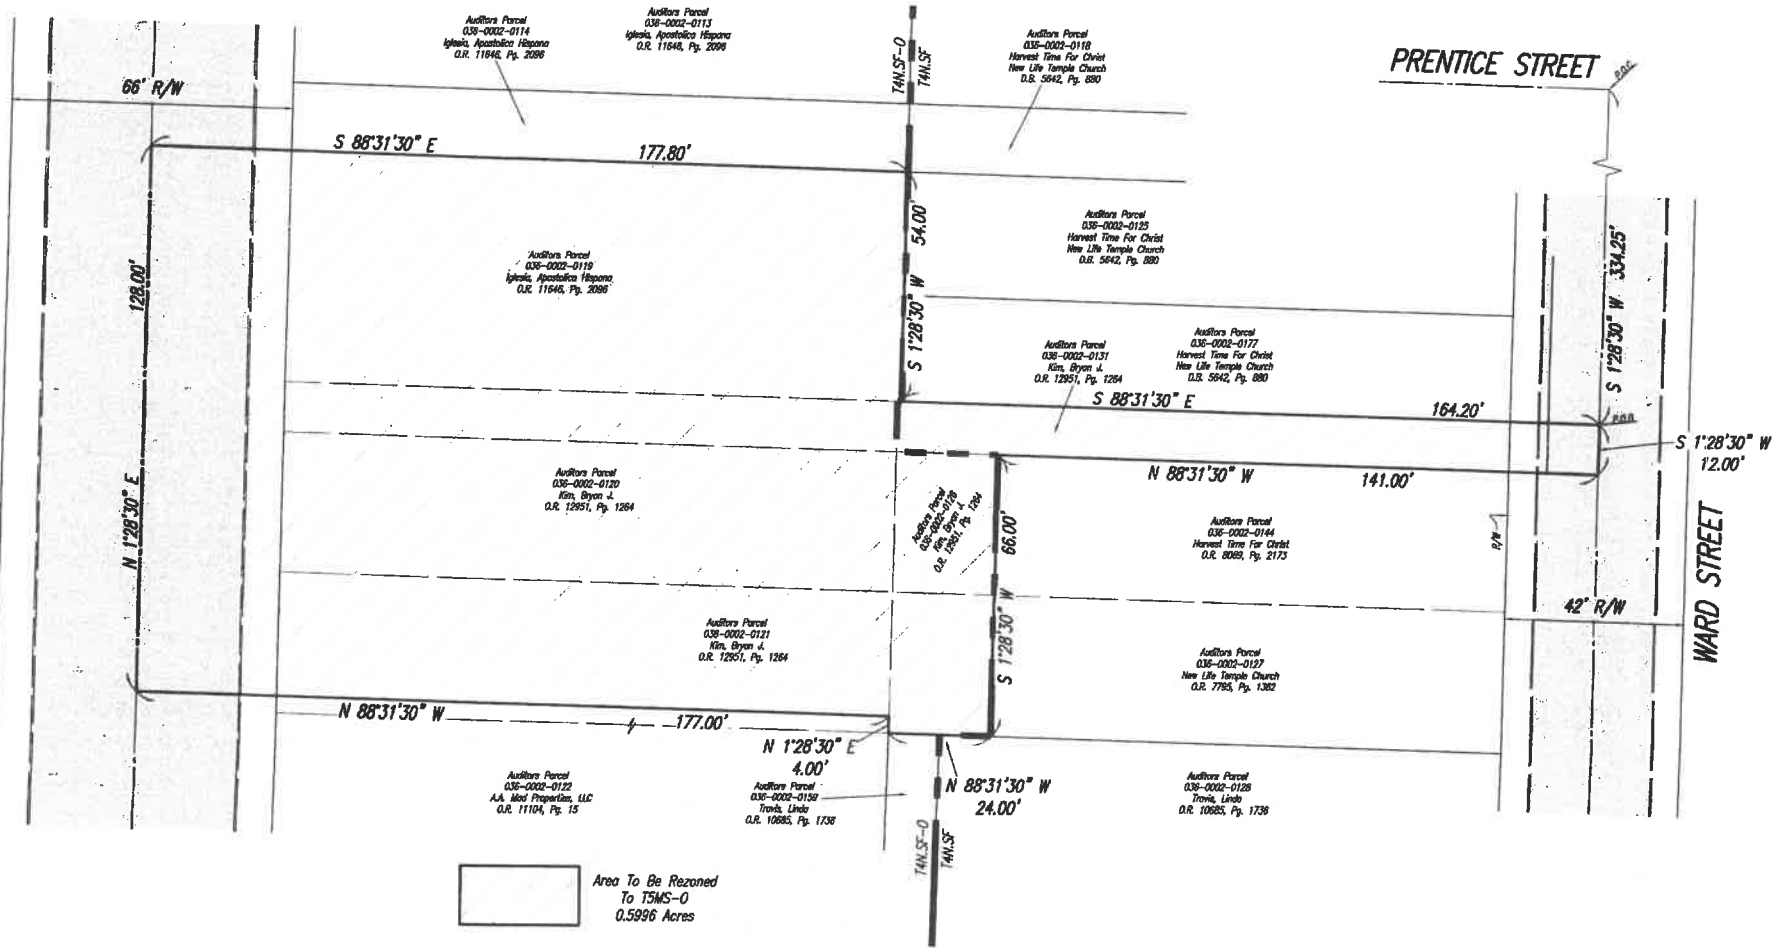 Auditors Parcel
036-0002-0114
Iglesia, Apostolica Hispana
O.R. 11646, Pg. 2096
Auditors Parcel
036-0002-0113
Iglesia, Apostolica Hispana
O.R. 11646, Pg. 2096
T4N.SF-O
T4N.SF
Auditors Parcel
036-0002-0118
Harvest Time For Christ
New Life Temple Church
D.B. 5642, Pg. 880
PRENTICE STREET
P.O.C.
66' R/W
S 88°31'30" E
177.80'
128.00'
N 1°28'30" E
Auditors Parcel
036-0002-0119
Iglesia, Apostolica Hispana
O.R. 11646, Pg. 2096
54.00'
S 1°28'30" W
Auditors Parcel
036-0002-0125
Harvest Time For Christ
New Life Temple Church
D.B. 5642, Pg. 880
S 1°28'30" W 334.25'
Auditors Parcel
036-0002-0131
Kim, Bryon J.
O.R. 12951, Pg. 1264
Auditors Parcel
036-0002-0177
Harvest Time For Christ
New Life Temple Church
D.B. 5642, Pg. 880
S 88°31'30" E
164.20'
P.O.B.
S 1°28'30" W
12.00'
N 88°31'30" W
141.00'
Auditors Parcel
036-0002-0120
Kim, Bryon J.
O.R. 12951, Pg. 1264
Auditors Parcel
Kim, Bryon J.
O.R. 12951, Pg. 1264
66.00'
S 1°28'30" W
Auditors Parcel
036-0002-0144
Harvest Time For Christ
O.R. 8069, Pg. 2173
R/W
WARD STREET
42' R/W
Auditors Parcel
036-0002-0121
Kim, Bryon J.
O.R. 12951, Pg. 1264
Auditors Parcel
036-0002-0127
New Life Temple Church
O.R. 7795, Pg. 1362
N 88°31'30" W
177.00'
N 1°28'30" E
4.00'
N 88°31'30" W
24.00'
Auditors Parcel
036-0002-0122
A.A. Mad Properties, LLC
O.R. 11104, Pg. 15
Auditors Parcel
036-0002-0159
Travis, Linda
O.R. 10685, Pg. 1736
Auditors Parcel
036-0002-0128
Travis, Linda
O.R. 10685, Pg. 1736
T4N.SF-O
T4N.SF
Area To Be Rezoned
To T5MS-O
0.5996 Acres